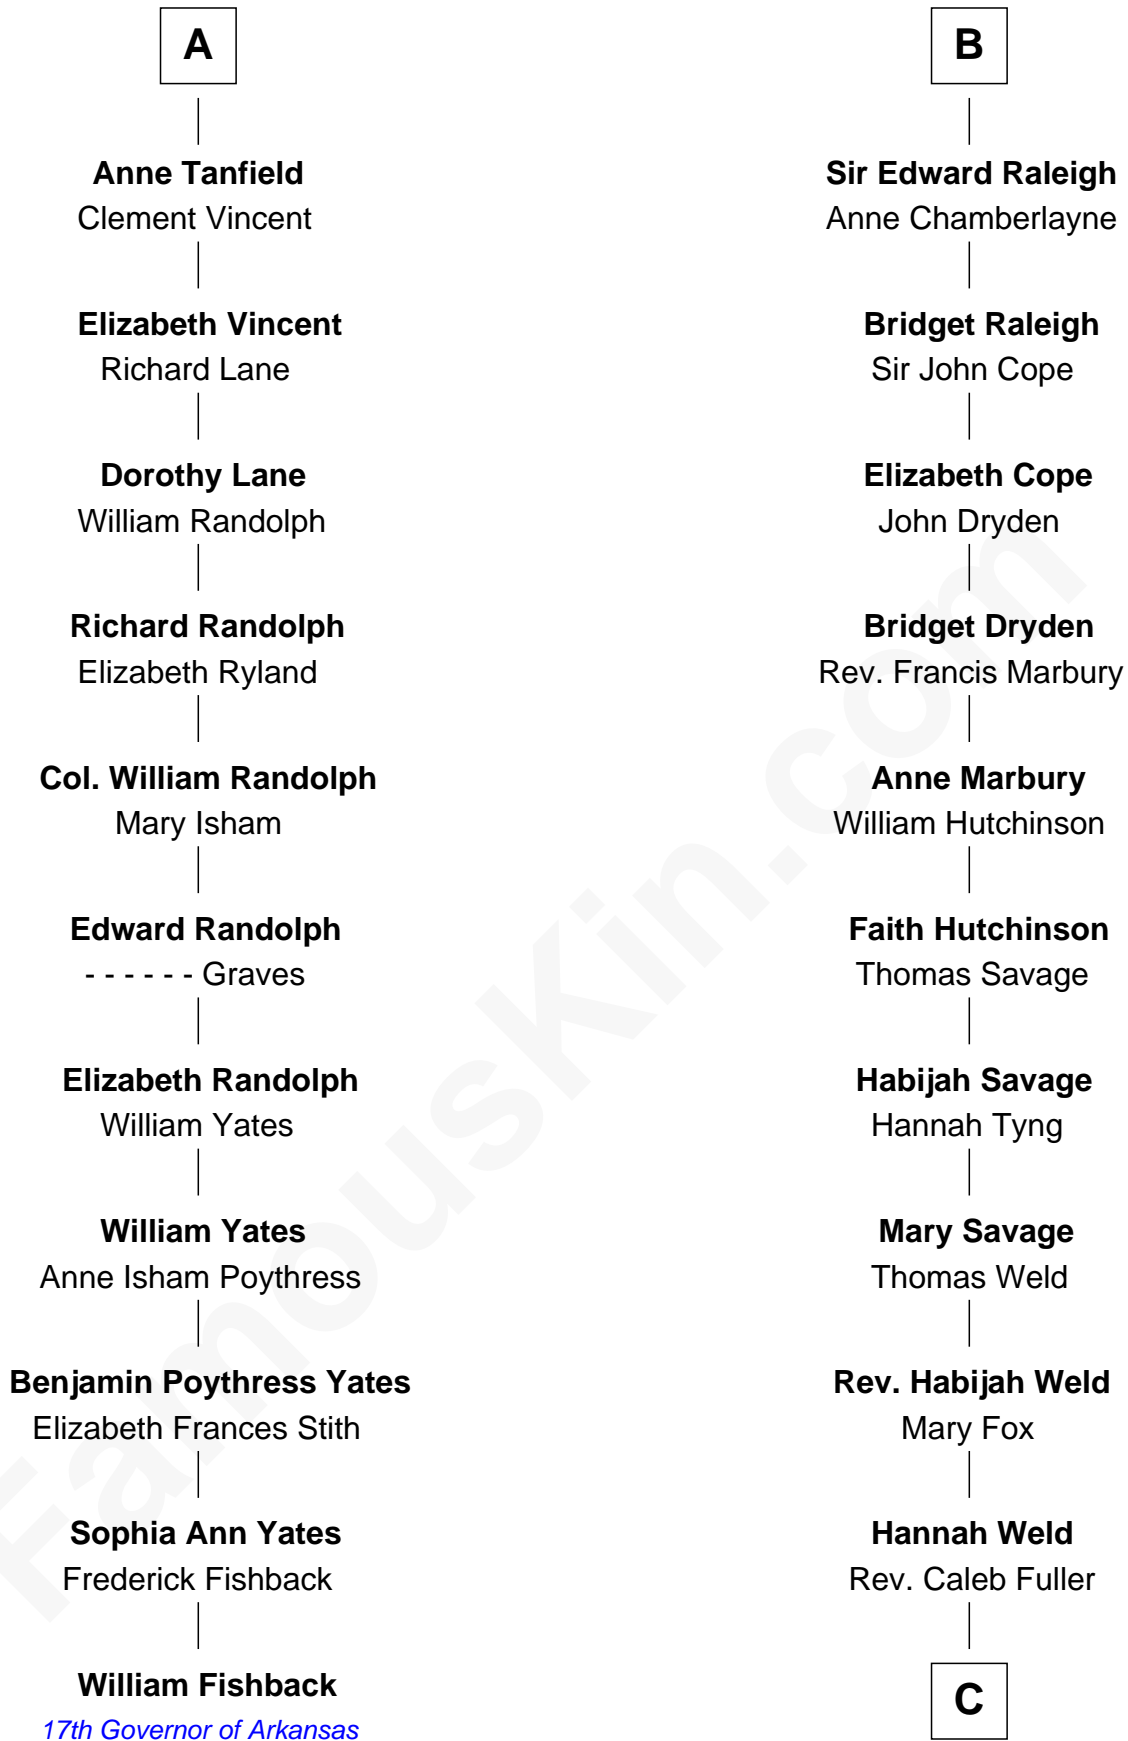 A
Anne Tanfield
Clement Vincent
Elizabeth Vincent
Richard Lane
Dorothy Lane
William Randolph
Richard Randolph
Elizabeth Ryland
Col. William Randolph
Mary Isham
Edward Randolph
- - - - - - Graves
Elizabeth Randolph
William Yates
William Yates
Anne Isham Poythress
Benjamin Poythress Yates
Elizabeth Frances Stith
Sophia Ann Yates
Frederick Fishback
William Fishback
17th Governor of Arkansas
B
Sir Edward Raleigh
Anne Chamberlayne
Bridget Raleigh
Sir John Cope
Elizabeth Cope
John Dryden
Bridget Dryden
Rev. Francis Marbury
Anne Marbury
William Hutchinson
Faith Hutchinson
Thomas Savage
Habijah Savage
Hannah Tyng
Mary Savage
Thomas Weld
Rev. Habijah Weld
Mary Fox
Hannah Weld
Rev. Caleb Fuller
C
FamousKin.com